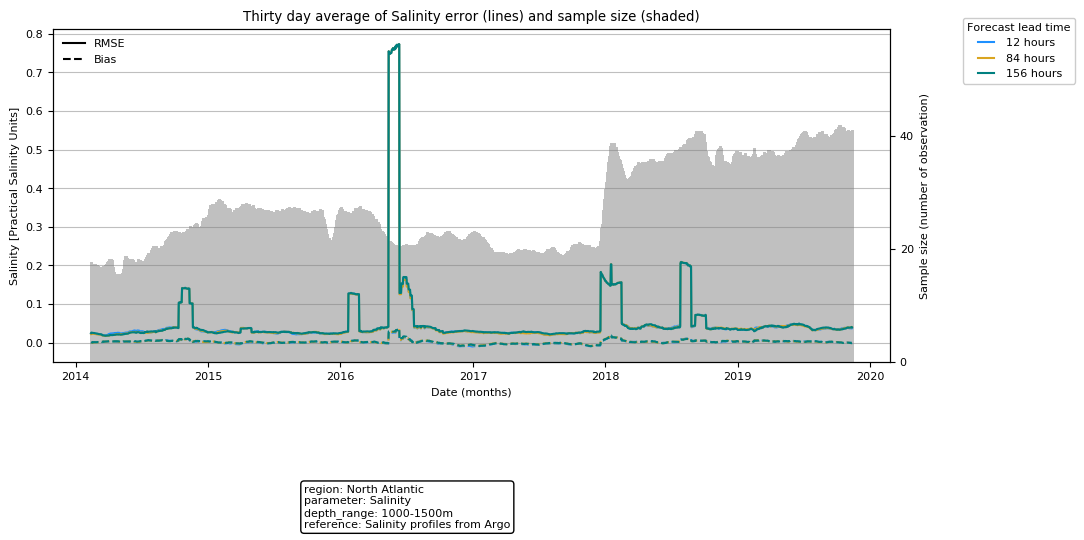 Thirty day average of Salinity error (lines) and sample size (shaded)
Forecast lead time
12 hours
84 hours
156 hours
RMSE
Bias
Salinity [Practical Salinity Units]
0.8
0.7
0.6
0.5
0.4
0.3
0.2
0.1
0.0
Sample size (number of observation)
40
20
0
2014
2015
2016
2017
2018
2019
2020
Date (months)
region: North Atlantic
parameter: Salinity
depth_range: 1000-1500m
reference: Salinity profiles from Argo